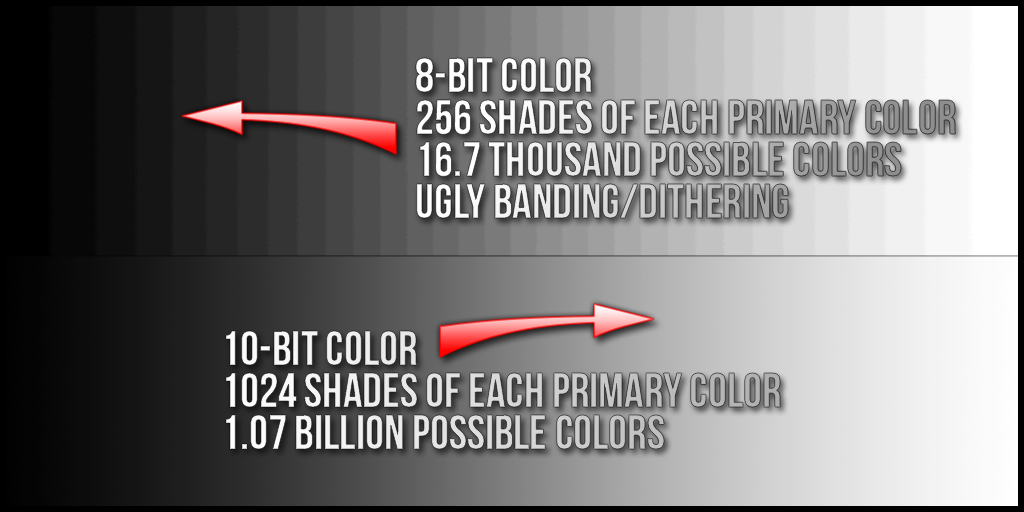 8-BIT COLOR
256 SHADES OF EACH PRIMARY COLOR
16.7 THOUSAND POSSIBLE COLORS
UGLY BANDING/DITHERING
10-BIT COLOR
1024 SHADES OF EACH PRIMARY COLOR
1.07 BILLION POSSIBLE COLORS